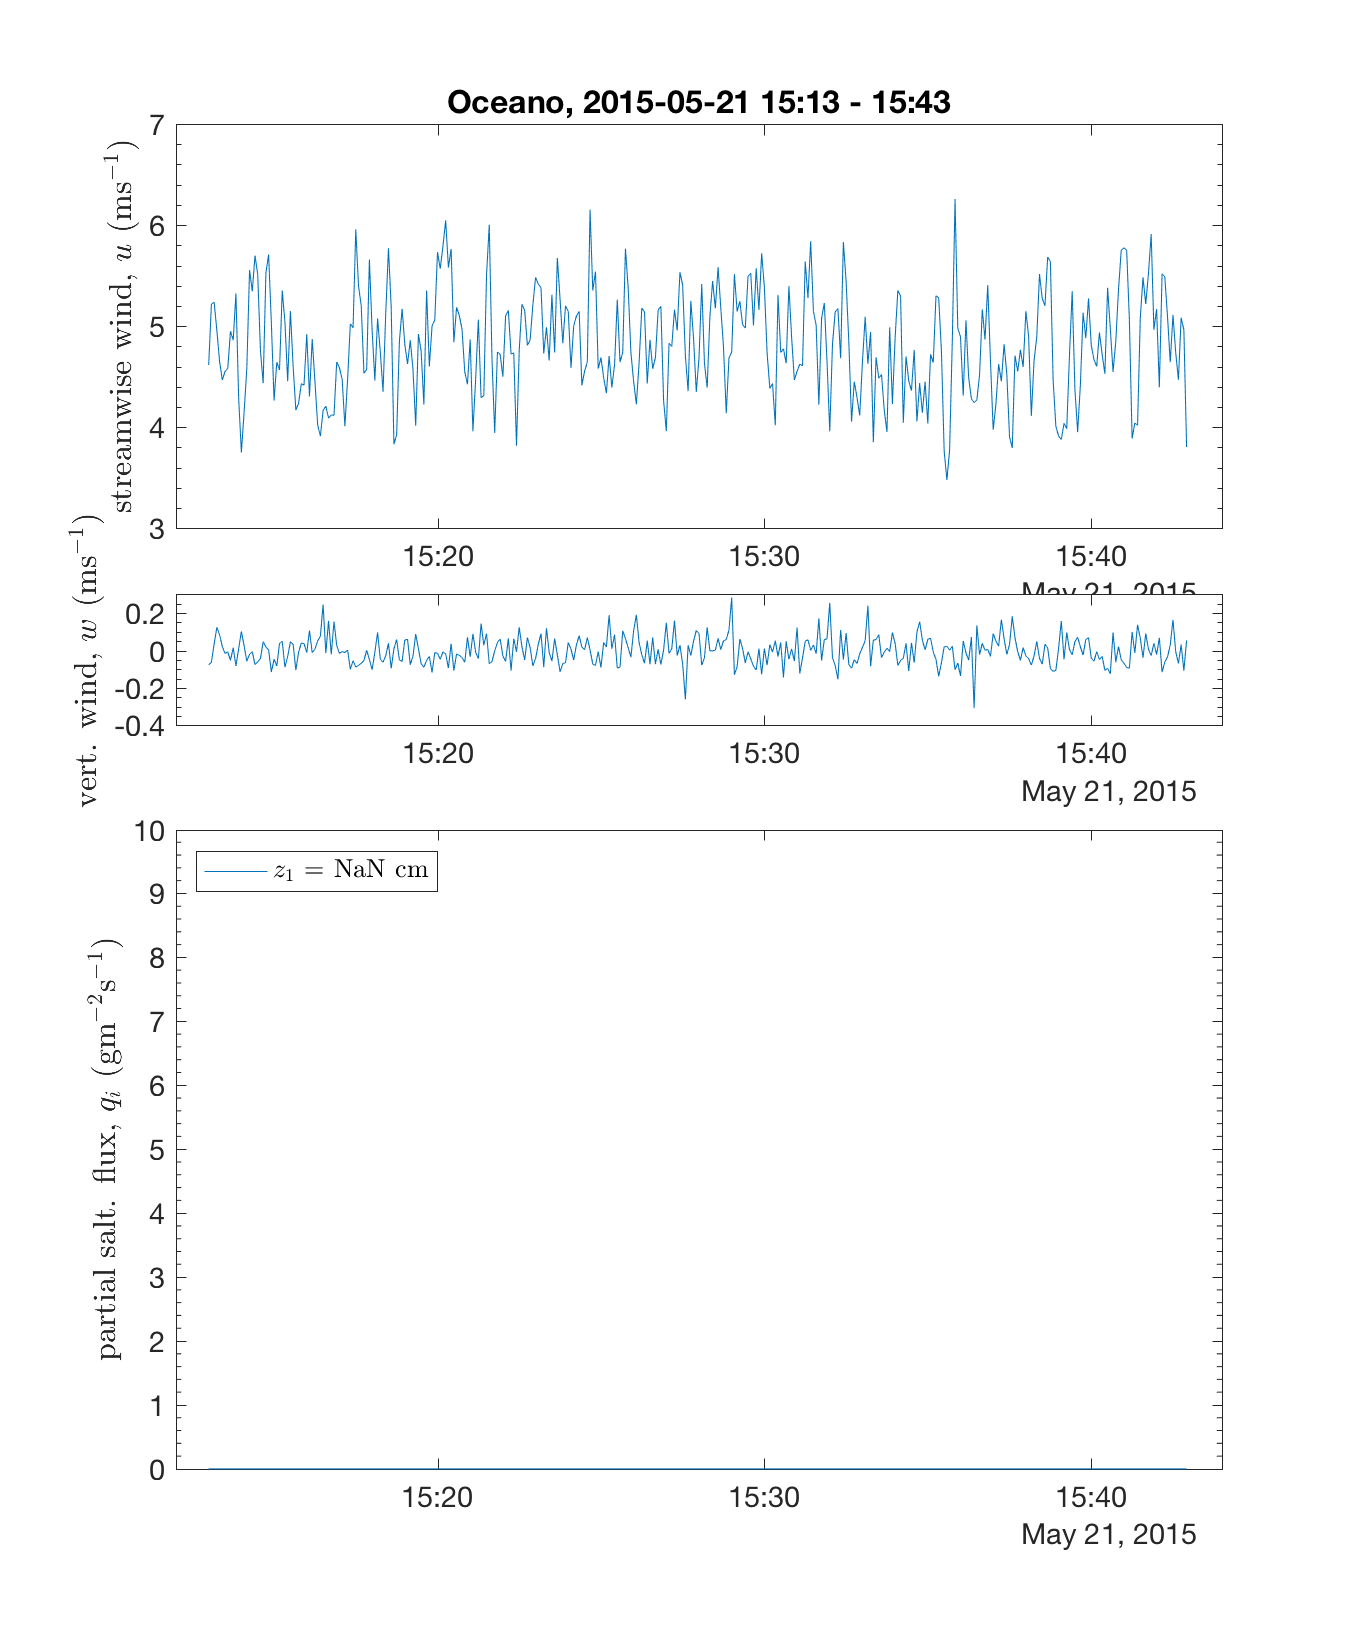 Oceano, 2015-05-21 15:13 - 15:43
streamwise wind, u (ms⁻¹)
7
6
5
4
3
15:20 15:30 15:40
May 21, 2015
vert. wind, w (ms⁻¹)
0.2
0
-0.2
-0.4
15:20 15:30 15:40
May 21, 2015
partial salt. flux, qᵢ (gm⁻²s⁻¹)
10
9
8
7
6
5
4
3
2
1
0
z₁ = NaN cm
15:20 15:30 15:40
May 21, 2015